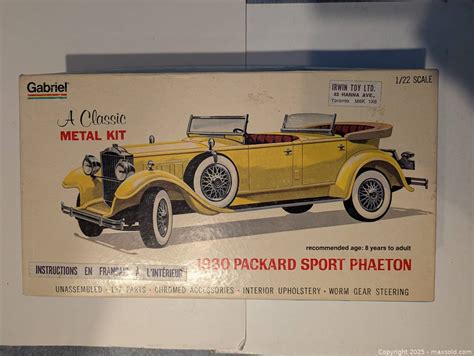 Gabriel
1/22 SCALE
IRWIN TOY LTD.
43 HANNA AVE.,
Toronto M6K 1X6
A Classic
METAL KIT
recommended age: 8 years to adult
1930 PACKARD SPORT PHAETON
INSTRUCTIONS EN FRANÇAIS À L'INTÉRIEUR
UNASSEMBLED • PARTS • CHROMED ACCESSORIES • INTERIOR UPHOLSTERY • WORM GEAR STEERING
© Copyright 2025 - maxsold.com